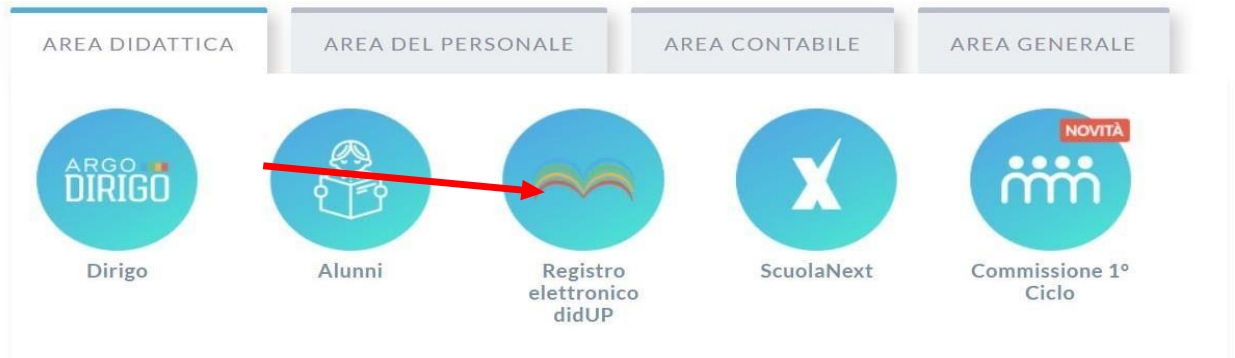 AREA DIDATTICA
AREA DEL PERSONALE
AREA CONTABILE
AREA GENERALE
ARGO
DIRIGO
NOVITÀ
Dirigo
Alunni
Registro
elettronico
didUP
ScuolaNext
Commissione 1°
Ciclo